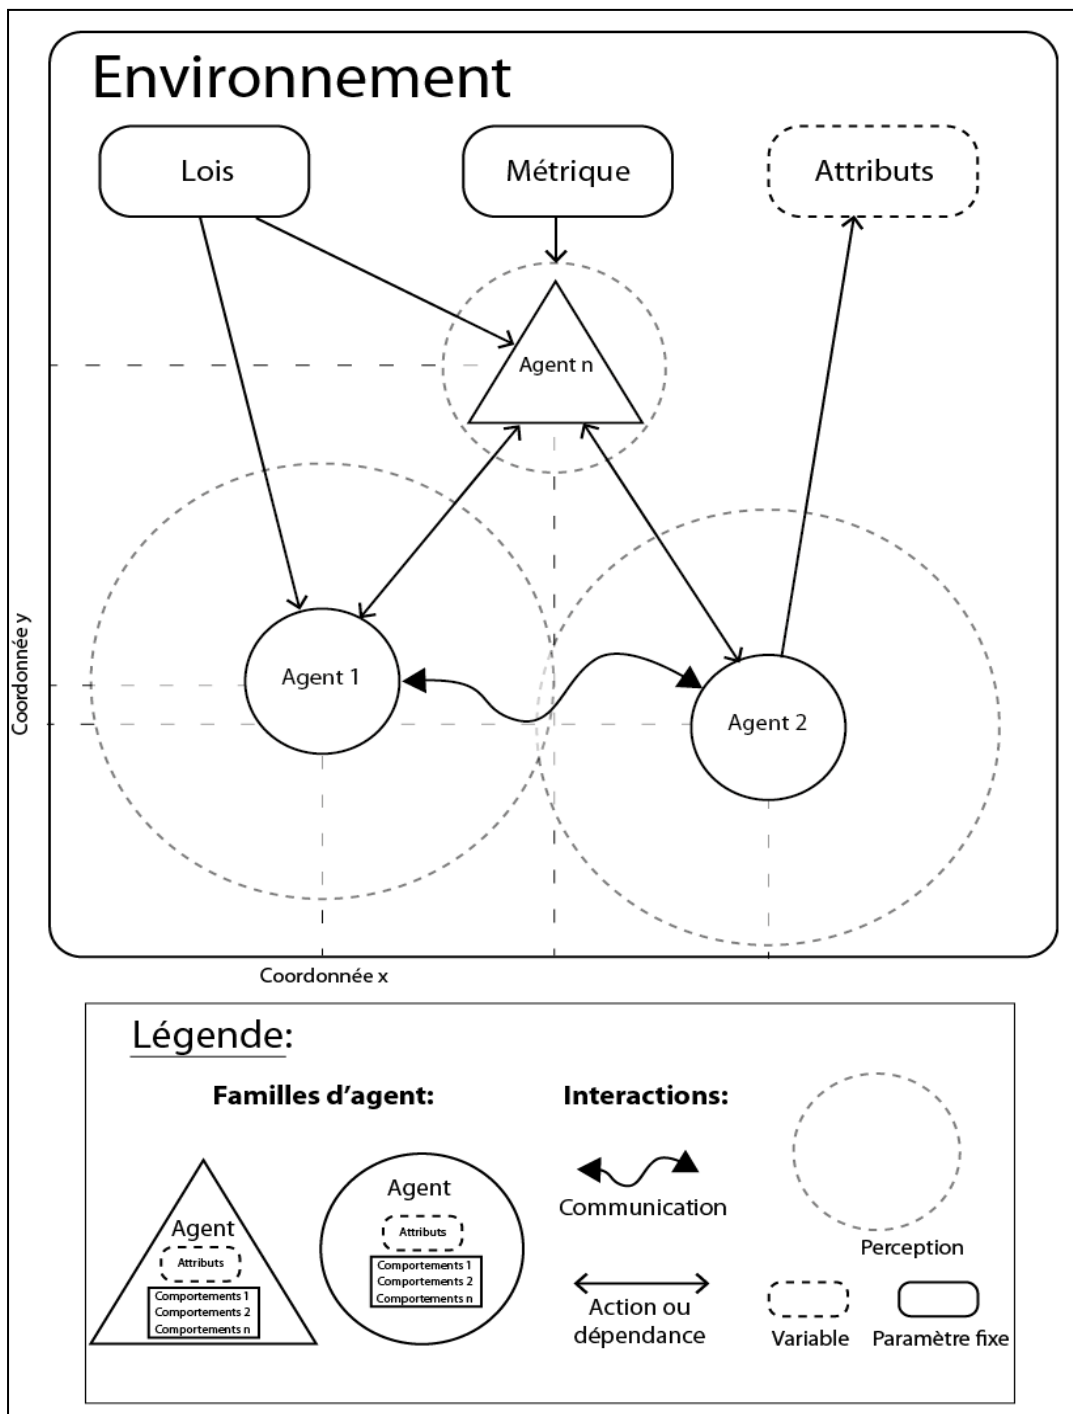 Environnement
Lois
Métrique
Attributs
Agent n
Agent 1
Agent 2
Coordonnée y
Coordonnée x
Légende:
Familles d'agent:
Interactions:
Agent
Attributs
Comportements 1
Comportements 2
Comportements n
Agent
Attributs
Comportements 1
Comportements 2
Comportements n
Communication
Action ou
dépendance
Perception
Variable
Paramètre fixe